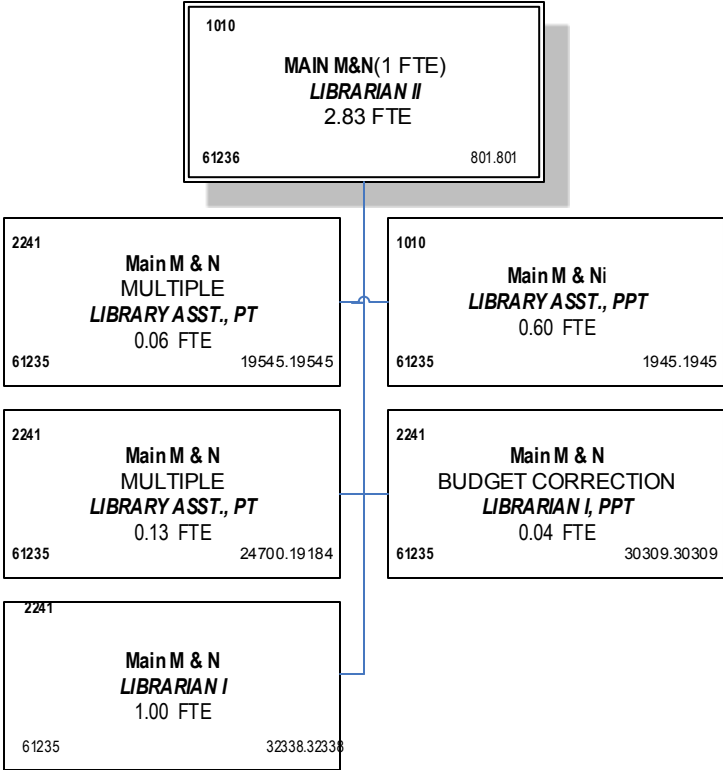 1010
MAIN M&N(1 FTE)
LIBRARIAN II
2.83 FTE
61236 801.801
2241
Main M & N
MULTIPLE
LIBRARY ASST., PT
0.06 FTE
61235 19545.19545
1010
Main M & Ni
LIBRARY ASST., PPT
0.60 FTE
61235 1945.1945
2241
Main M & N
MULTIPLE
LIBRARY ASST., PT
0.13 FTE
61235 24700.19184
2241
Main M & N
BUDGET CORRECTION
LIBRARIAN I, PPT
0.04 FTE
61235 30309.30309
2241
Main M & N
LIBRARIAN I
1.00 FTE
61235 32338.32338